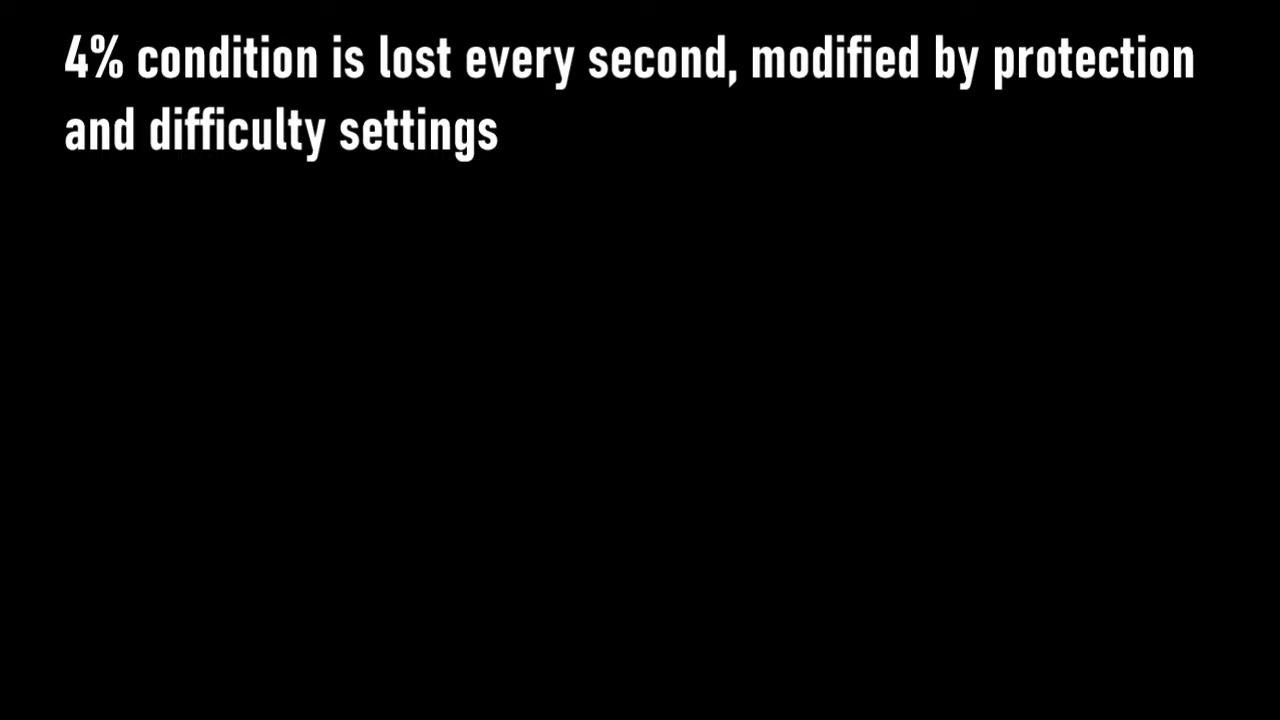 4% condition is lost every second, modified by protection
and difficulty settings